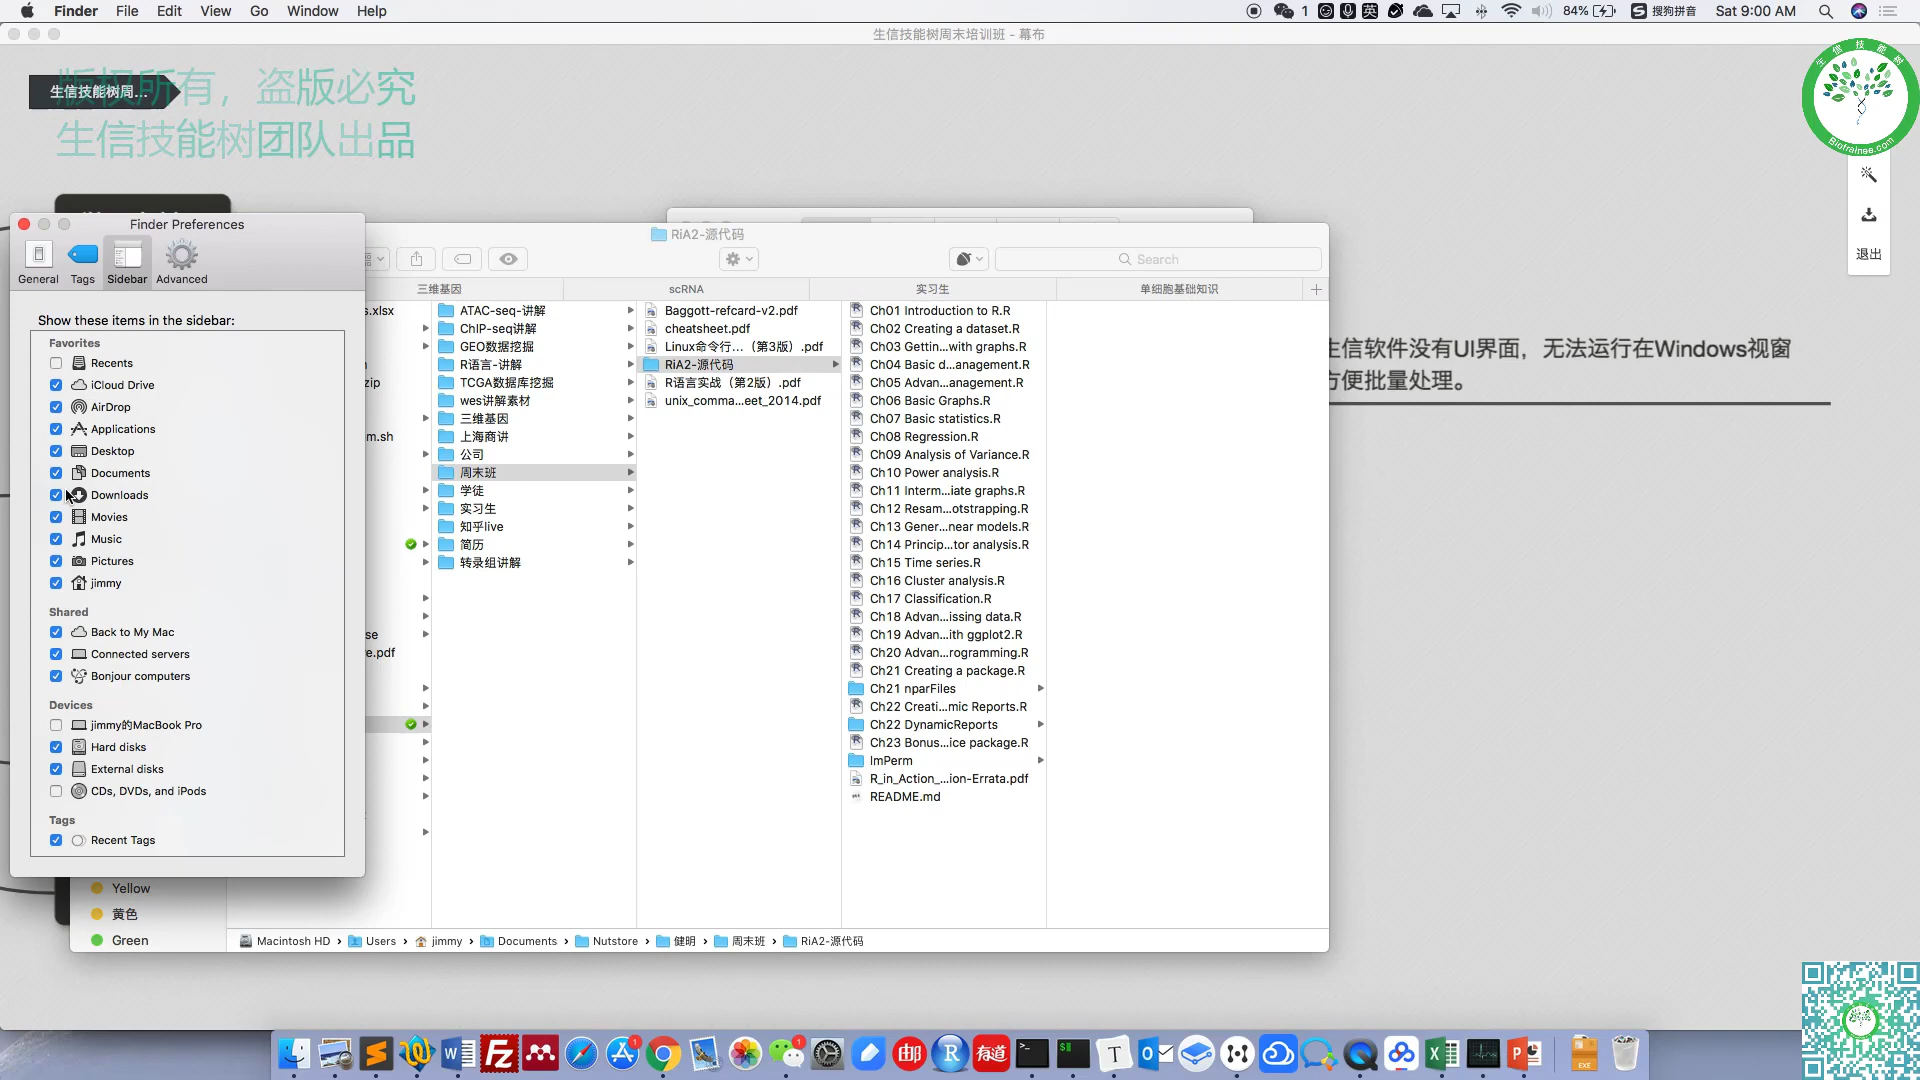 Finder File Edit View Go Window Help
1 英 84% 搜狗拼音 Sat 9:00 AM
生信技能树周末培训班 - 幕布
版权所有，盗版必究
生信技能树周...
生信技能树团队出品
生信技能树
Biotrainee.com
退出
Finder Preferences
General Tags Sidebar Advanced
Show these items in the sidebar:
Favorites
Recents
iCloud Drive
AirDrop
Applications
Desktop
Documents
Downloads
Movies
Music
Pictures
jimmy
Shared
Back to My Mac
Connected servers
Bonjour computers
Devices
jimmy的MacBook Pro
Hard disks
External disks
CDs, DVDs, and iPods
Tags
Recent Tags
Yellow
黄色
Green
RiA2-源代码
Search
三维基因 scRNA 实习生 单细胞基础知识
s.xlsx
zip
m.sh
se
e.pdf
ATAC-seq-讲解
ChIP-seq讲解
GEO数据挖掘
R语言-讲解
TCGA数据库挖掘
wes讲解素材
三维基因
上海商讲
公司
周末班
学徒
实习生
知乎live
简历
转录组讲解
Baggott-refcard-v2.pdf
cheatsheet.pdf
Linux命令行...（第3版）.pdf
RiA2-源代码
R语言实战（第2版）.pdf
unix_comma...eet_2014.pdf
Ch01 Introduction to R.R
Ch02 Creating a dataset.R
Ch03 Gettin...with graphs.R
Ch04 Basic d...anagement.R
Ch05 Advan...anagement.R
Ch06 Basic Graphs.R
Ch07 Basic statistics.R
Ch08 Regression.R
Ch09 Analysis of Variance.R
Ch10 Power analysis.R
Ch11 Interm...iate graphs.R
Ch12 Resam...otstrapping.R
Ch13 Gener...near models.R
Ch14 Princip...tor analysis.R
Ch15 Time series.R
Ch16 Cluster analysis.R
Ch17 Classification.R
Ch18 Advan...issing data.R
Ch19 Advan...ith ggplot2.R
Ch20 Advan...rogramming.R
Ch21 Creating a package.R
Ch21 nparFiles
Ch22 Creati...mic Reports.R
Ch22 DynamicReports
Ch23 Bonus...ice package.R
ImPerm
R_in_Action_...ion-Errata.pdf
README.md
Macintosh HD › Users › jimmy › Documents › Nutstore › 健明 › 周末班 › RiA2-源代码
生信软件没有UI界面，无法运行在Windows视窗
方便批量处理。